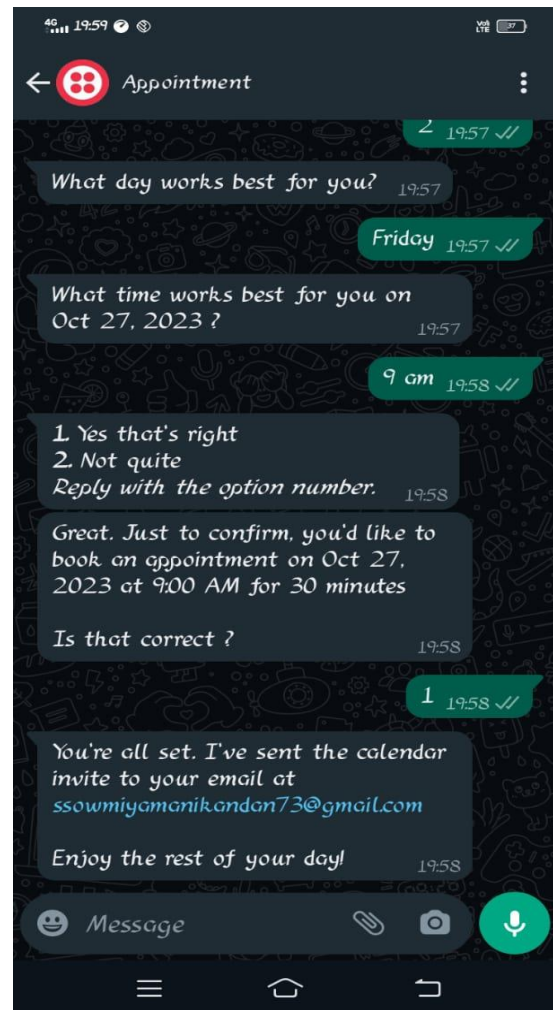 4G 19:59 Voi) LTE 37
Appointment
2 19:57
What day works best for you? 19:57
Friday 19:57
What time works best for you on
Oct 27, 2023 ? 19:57
9 am 19:58
1. Yes that's right
2. Not quite
Reply with the option number. 19:58
Great. Just to confirm, you'd like to
book an appointment on Oct 27,
2023 at 9:00 AM for 30 minutes
Is that correct ? 19:58
1 19:58
You're all set. I've sent the calendar
invite to your email at
ssowmiyamanikandan73@gmail.com
Enjoy the rest of your day! 19:58
Message